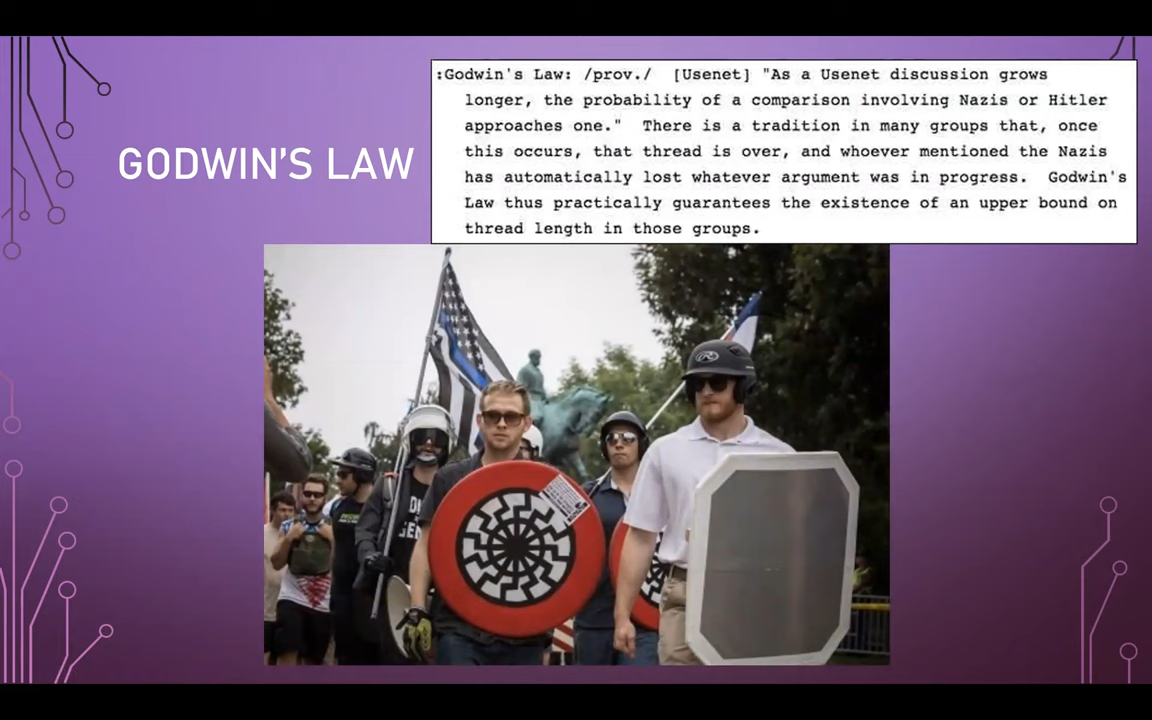 GODWIN'S LAW
:Godwin's Law: /prov./ [Usenet] "As a Usenet discussion grows
longer, the probability of a comparison involving Nazis or Hitler
approaches one." There is a tradition in many groups that, once
this occurs, that thread is over, and whoever mentioned the Nazis
has automatically lost whatever argument was in progress. Godwin's
Law thus practically guarantees the existence of an upper bound on
thread length in those groups.